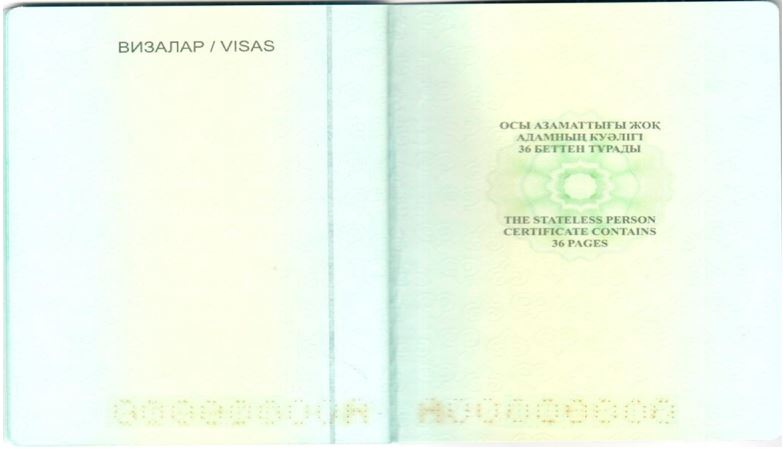 ВИЗАЛАР / VISAS
ОСЫ АЗАМАТТЫҒЫ ЖОҚ
АДАМНЫҢ КУӘЛІГІ
36 БЕТТЕН ТҰРАДЫ
THE STATELESS PERSON
CERTIFICATE CONTAINS
36 PAGES